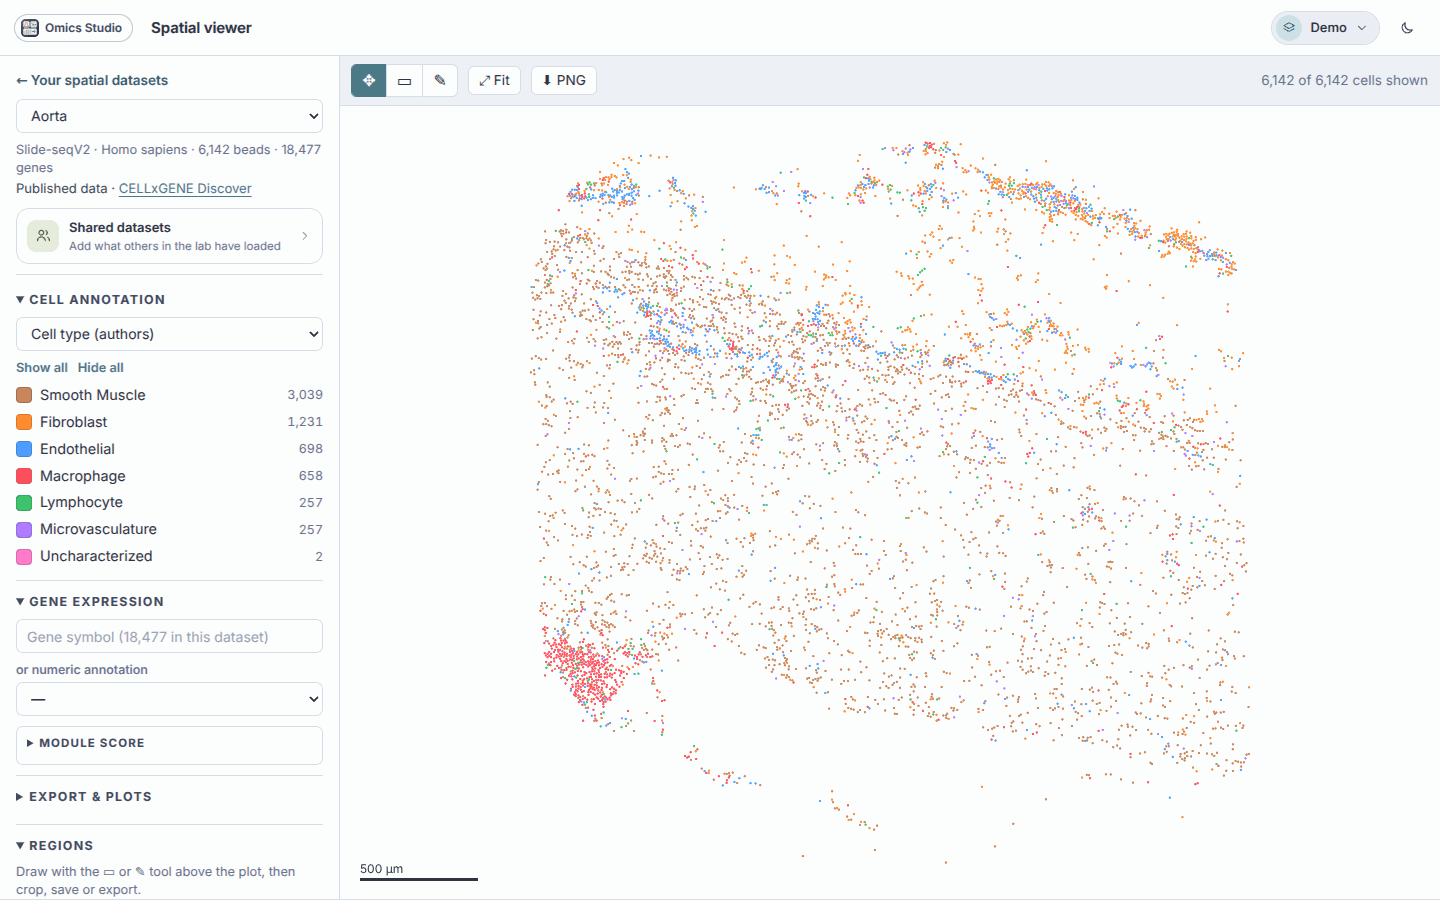 Omics Studio
Spatial viewer
Demo
← Your spatial datasets
Aorta
Slide-seqV2 · Homo sapiens · 6,142 beads · 18,477
genes
Published data · CELLxGENE Discover
Shared datasets
Add what others in the lab have loaded
CELL ANNOTATION
Cell type (authors)
Show all Hide all
Smooth Muscle 3,039
Fibroblast 1,231
Endothelial 698
Macrophage 658
Lymphocyte 257
Microvasculature 257
Uncharacterized 2
GENE EXPRESSION
Gene symbol (18,477 in this dataset)
or numeric annotation
—
MODULE SCORE
EXPORT & PLOTS
REGIONS
Draw with the ▭ or ✎ tool above the plot, then
crop, save or export.
Fit
PNG
6,142 of 6,142 cells shown
500 µm